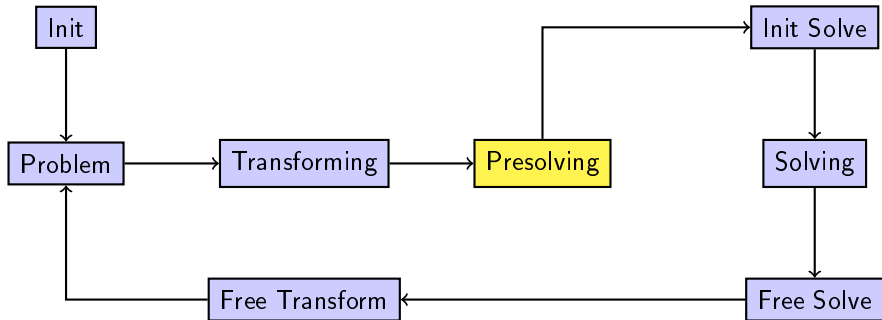 Init
Init Solve
Problem
Transforming
Presolving
Solving
Free Transform
Free Solve